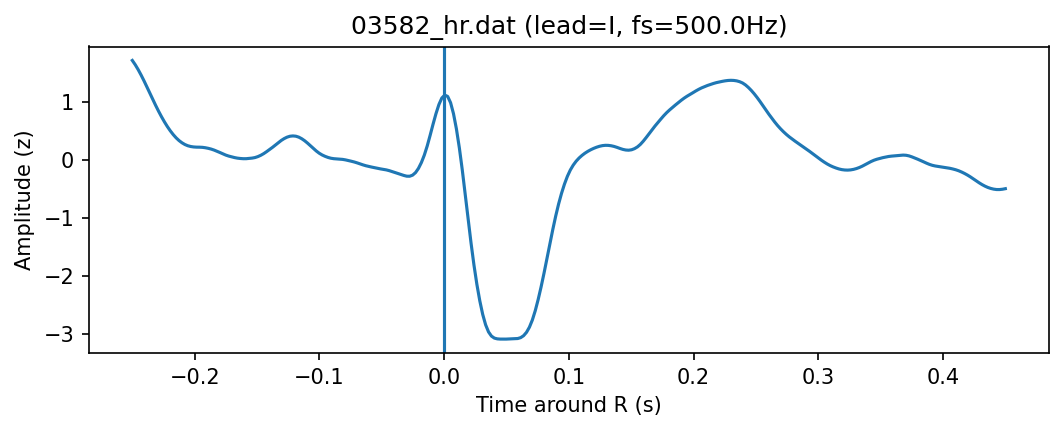 03582_hr.dat (lead=I, fs=500.0Hz)
Amplitude (z)
1
0
−1
−2
−3
−0.2 −0.1 0.0 0.1 0.2 0.3 0.4
Time around R (s)